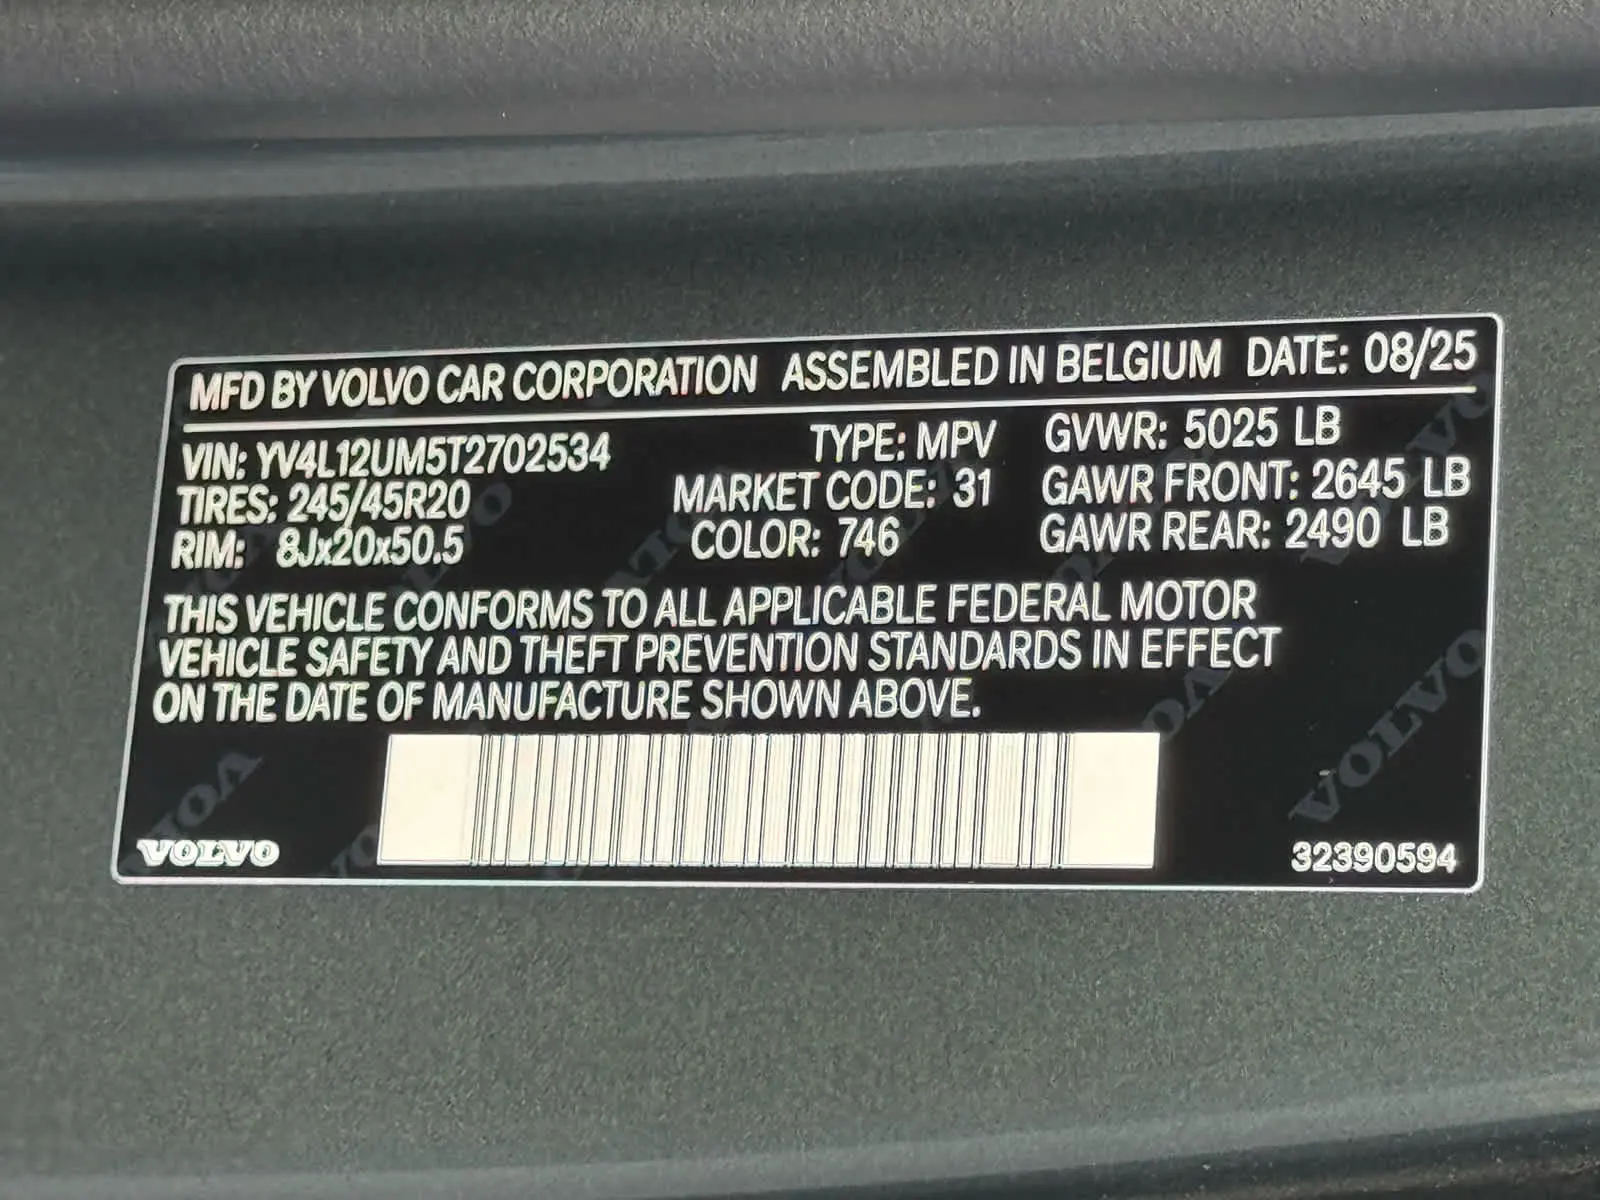 MFD BY VOLVO CAR CORPORATION ASSEMBLED IN BELGIUM DATE: 08/25
VIN: YV4L12UM5T2702534 TYPE: MPV GVWR: 5025 LB
TIRES: 245/45R20 MARKET CODE: 31 GAWR FRONT: 2645 LB
RIM: 8Jx20x50.5 COLOR: 746 GAWR REAR: 2490 LB
THIS VEHICLE CONFORMS TO ALL APPLICABLE FEDERAL MOTOR
VEHICLE SAFETY AND THEFT PREVENTION STANDARDS IN EFFECT
ON THE DATE OF MANUFACTURE SHOWN ABOVE.
VOLVO 32390594